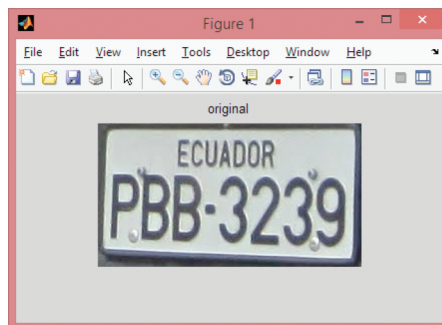 Figure 1
File Edit View Insert Tools Desktop Window Help
original
ECUADOR
PBB-3239